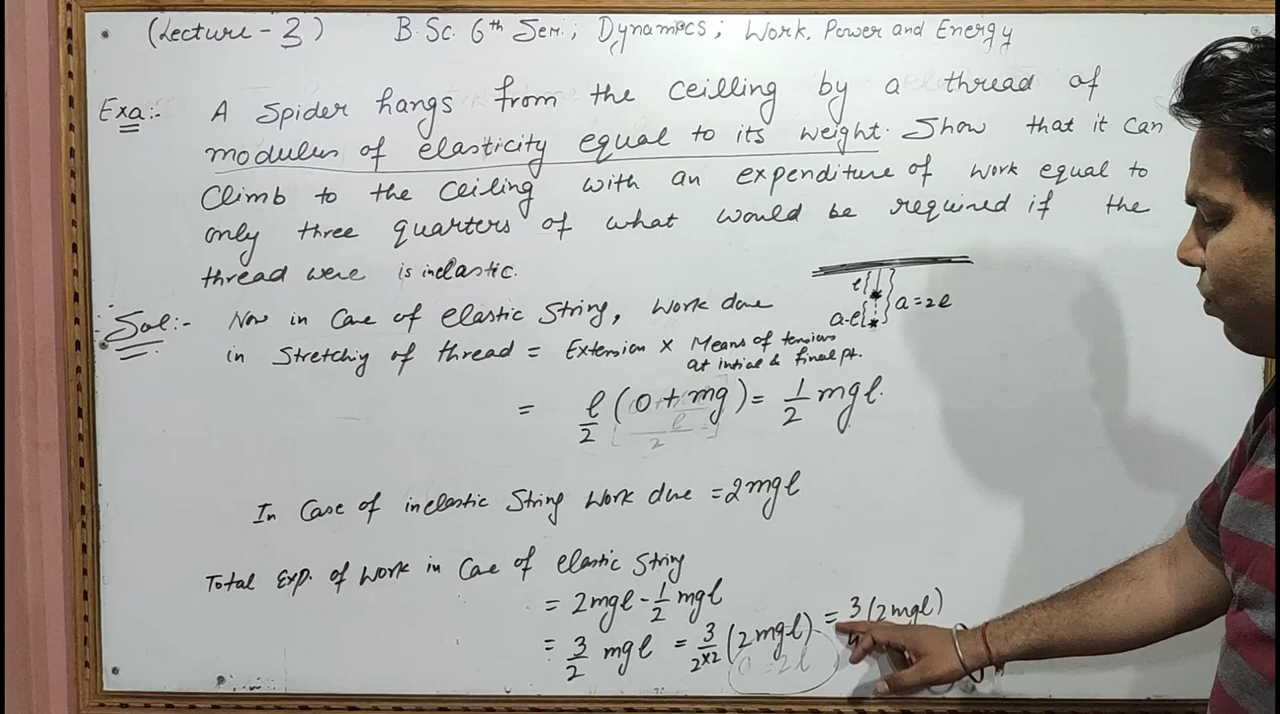 (Lecture - 3) B.Sc. 6th Sem.; Dynamics; Work, Power and Energy
Exa:- A Spider hangs from the ceilling by a thread of
modulus of elasticity equal to its weight. Show that it can
Climb to the Ceiling with an expenditure of work equal to
only three quarters of what would be required if the
thread were is inelastic.
l a = 2l
a-l
Sol:- Now in Case of elastic String, Work done
in Stretching of thread = Extension × Means of tensions
at intial & final pt.
= l/2 (0 + mg) = 1/2 mgl.
In Case of inelastic String Work done = 2mgl
Total Exp. of Work in Case of elastic String
= 2mgl - 1/2 mgl
= 3/2 mgl = 3/2×2 (2mgl) = 3/4 (2mgl)
a = 2l